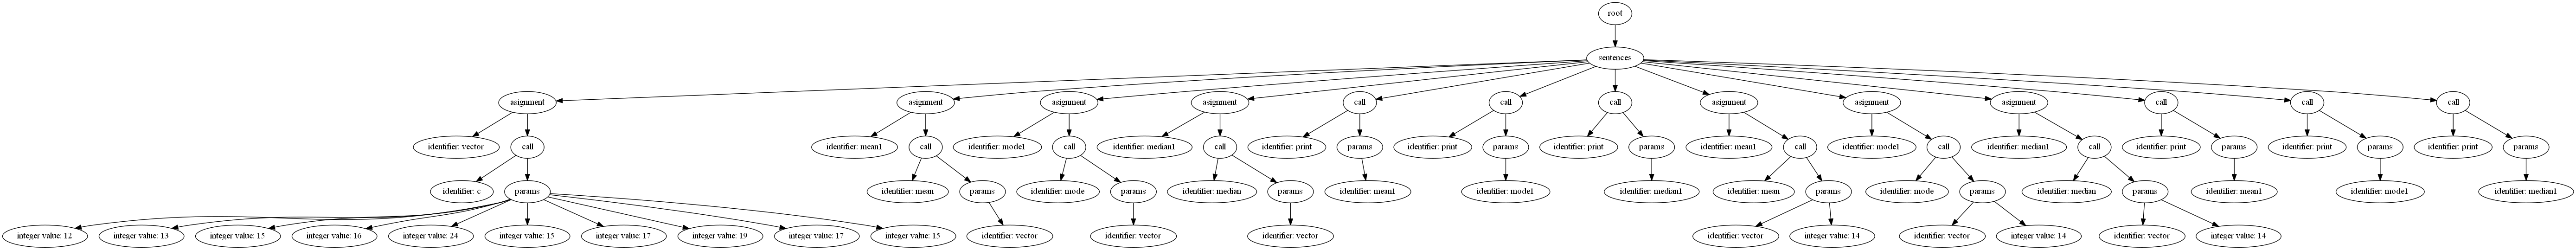 root
sentences
asignment asignment asignment asignment call call call asignment asignment asignment call call call
identifier: vector call identifier: mean1 call identifier: mode1 call identifier: median1 call identifier: print params identifier: print params identifier: print params identifier: mean1 call identifier: mode1 call identifier: median1 call identifier: print params identifier: print params identifier: print params
identifier: c params identifier: mean params identifier: mode params identifier: median params identifier: mean1 identifier: mode1 identifier: median1 identifier: mean params identifier: mode params identifier: median params identifier: mean1 identifier: mode1 identifier: median1
integer value: 12 integer value: 13 integer value: 15 integer value: 16 integer value: 24 integer value: 15 integer value: 17 integer value: 19 integer value: 17 integer value: 15 identifier: vector identifier: vector identifier: vector identifier: vector integer value: 14 identifier: vector integer value: 14 identifier: vector integer value: 14